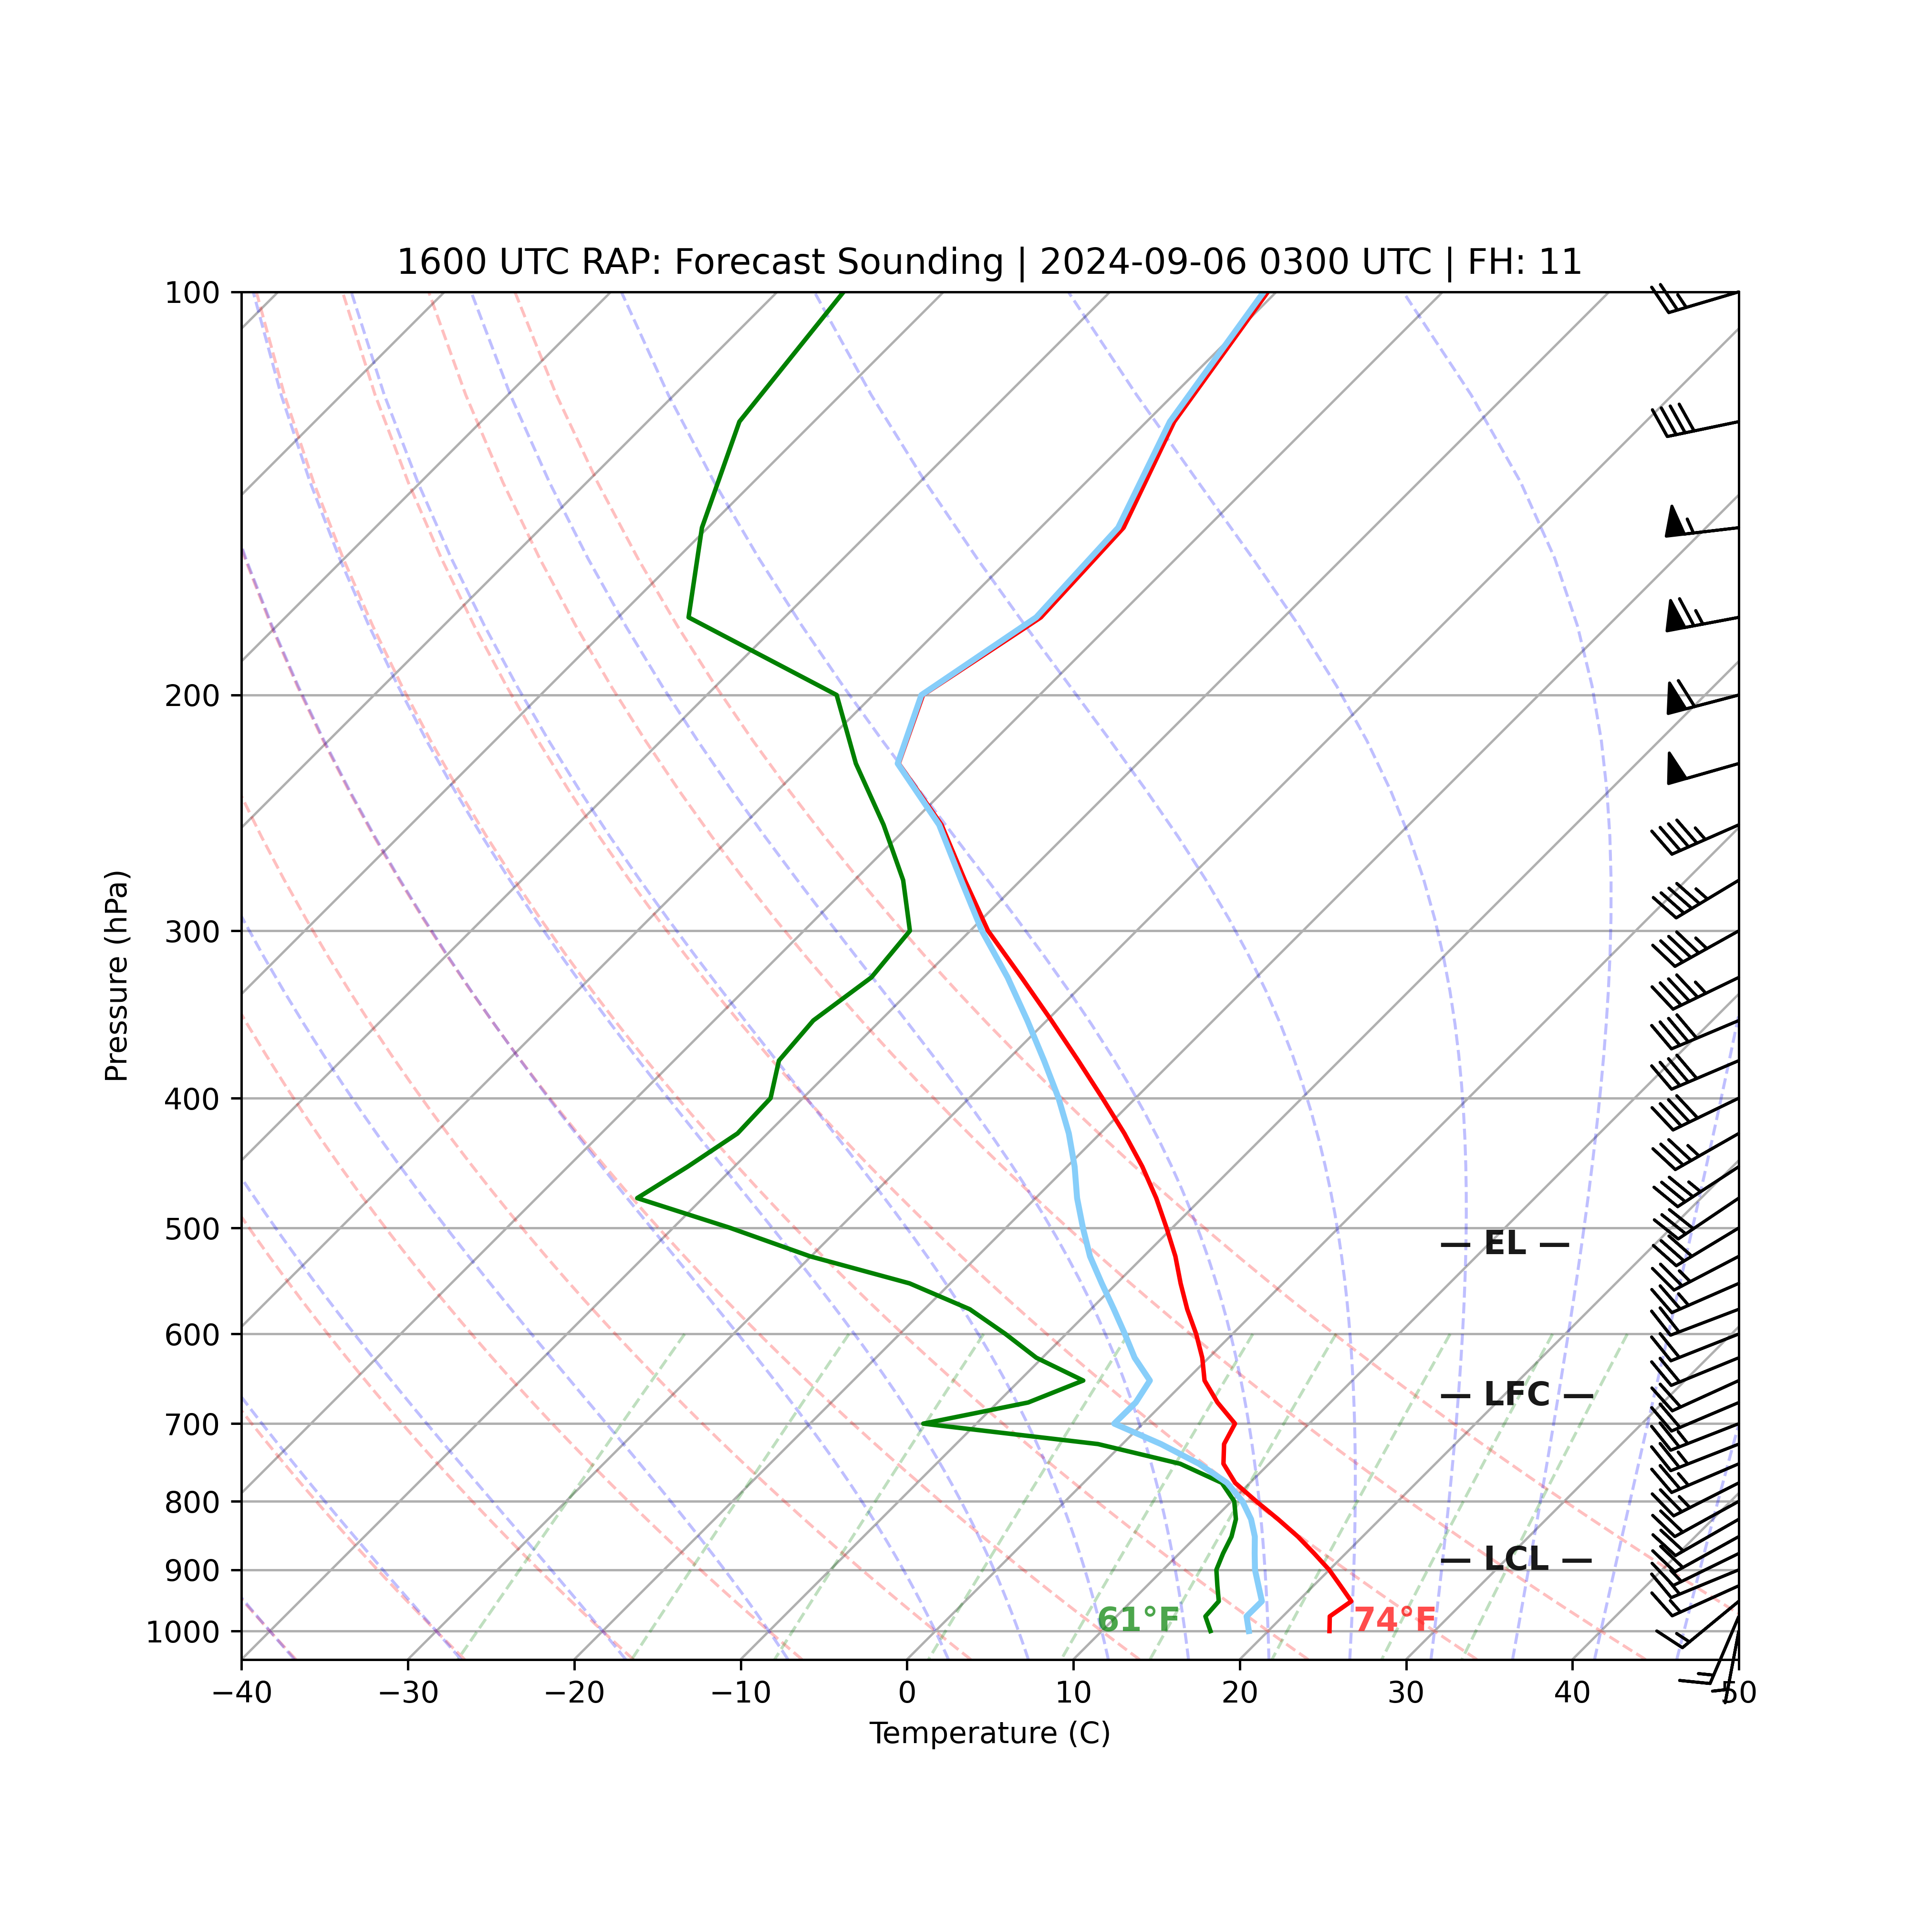 1600 UTC RAP: Forecast Sounding | 2024-09-06 0300 UTC | FH: 11
100
200
300
400
500
600
700
800
900
1000
Pressure (hPa)
— EL —
— LFC —
— LCL —
61°F
74°F
−40 −30 −20 −10 0 10 20 30 40 50
Temperature (C)